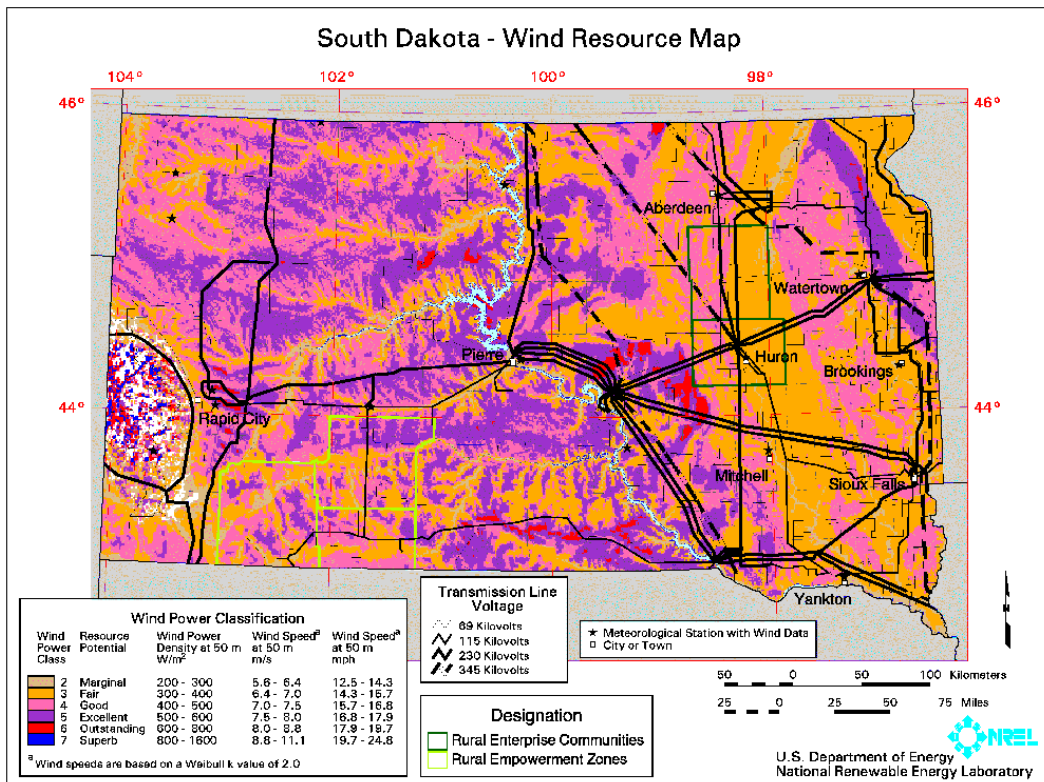 South Dakota - Wind Resource Map
104° 102° 100° 98°
46° 46°
Aberdeen
Watertown
Pierre
Huron
Brookings
44° 44°
Rapid City
Mitchell
Sioux Falls
Yankton
Wind Power Classification
Wind Power Class Resource Potential Wind Power Density at 50 m W/m² Wind Speedᵃ at 50 m m/s Wind Speedᵃ at 50 m mph
2 Marginal 200 - 300 5.6 - 6.4 12.5 - 14.3
3 Fair 300 - 400 6.4 - 7.0 14.3 - 15.7
4 Good 400 - 500 7.0 - 7.5 15.7 - 16.8
5 Excellent 500 - 600 7.5 - 8.0 16.8 - 17.9
6 Outstanding 600 - 800 8.0 - 8.8 17.9 - 19.7
7 Superb 800 - 1600 8.8 - 11.1 19.7 - 24.8
ᵃ Wind speeds are based on a Weibull k value of 2.0
Transmission Line
Voltage
69 Kilovolts
115 Kilovolts
230 Kilovolts
345 Kilovolts
Designation
Rural Enterprise Communities
Rural Empowerment Zones
Meteorological Station with Wind Data
City or Town
50 0 50 100 Kilometers
25 0 25 50 75 Miles
NREL
U.S. Department of Energy
National Renewable Energy Laboratory